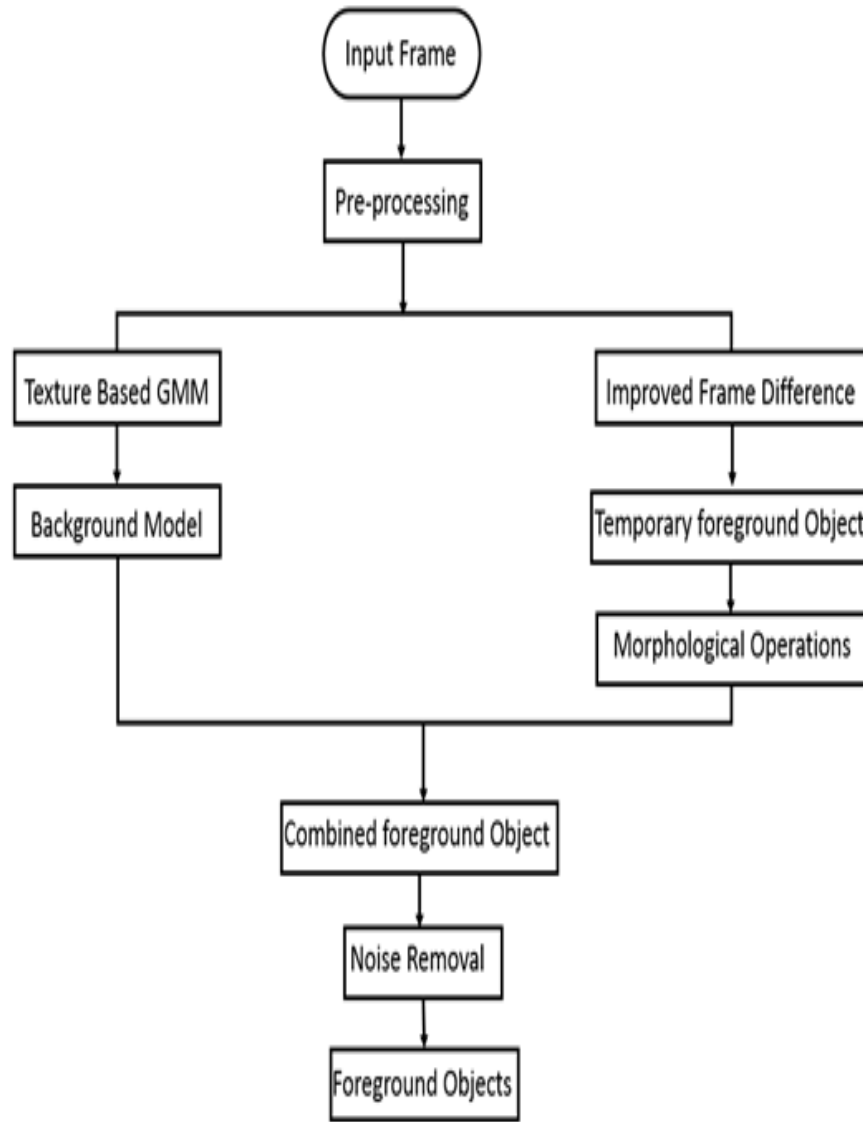 Input Frame
Pre-processing
Texture Based GMM
Improved Frame Difference
Background Model
Temporary foreground Object
Morphological Operations
Combined foreground Object
Noise Removal
Foreground Objects